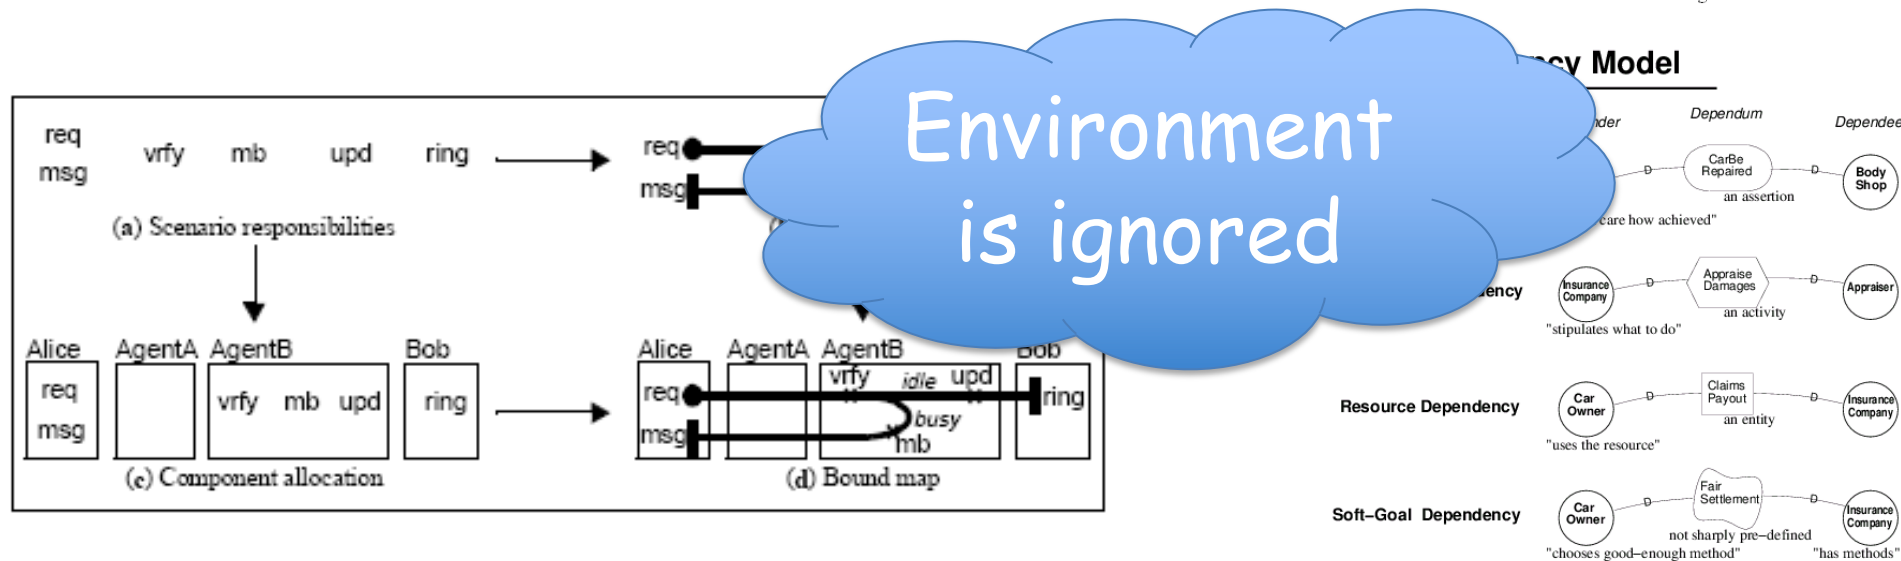 req
msg
vrfy mb upd ring
(a) Scenario responsibilities
req
msg
Environment
is ignored
Model
Dependum
Dependee
CarBe
Repaired
D
D
Body
Shop
an assertion
care how achieved"
Insurance
Company
D
Appraise
Damages
D
Appraiser
an activity
"stipulates what to do"
Alice AgentA AgentB Bob
req
msg
vrfy mb upd
ring
(c) Component allocation
Alice AgentA AgentB Bob
req
msg
vrfy idle upd
busy
mb
ring
(d) Bound map
Resource Dependency
Car
Owner
D
Claims
Payout
D
Insurance
Company
an entity
"uses the resource"
Soft-Goal Dependency
Car
Owner
D
Fair
Settlement
D
Insurance
Company
not sharply pre-defined
"chooses good-enough method"
"has methods"